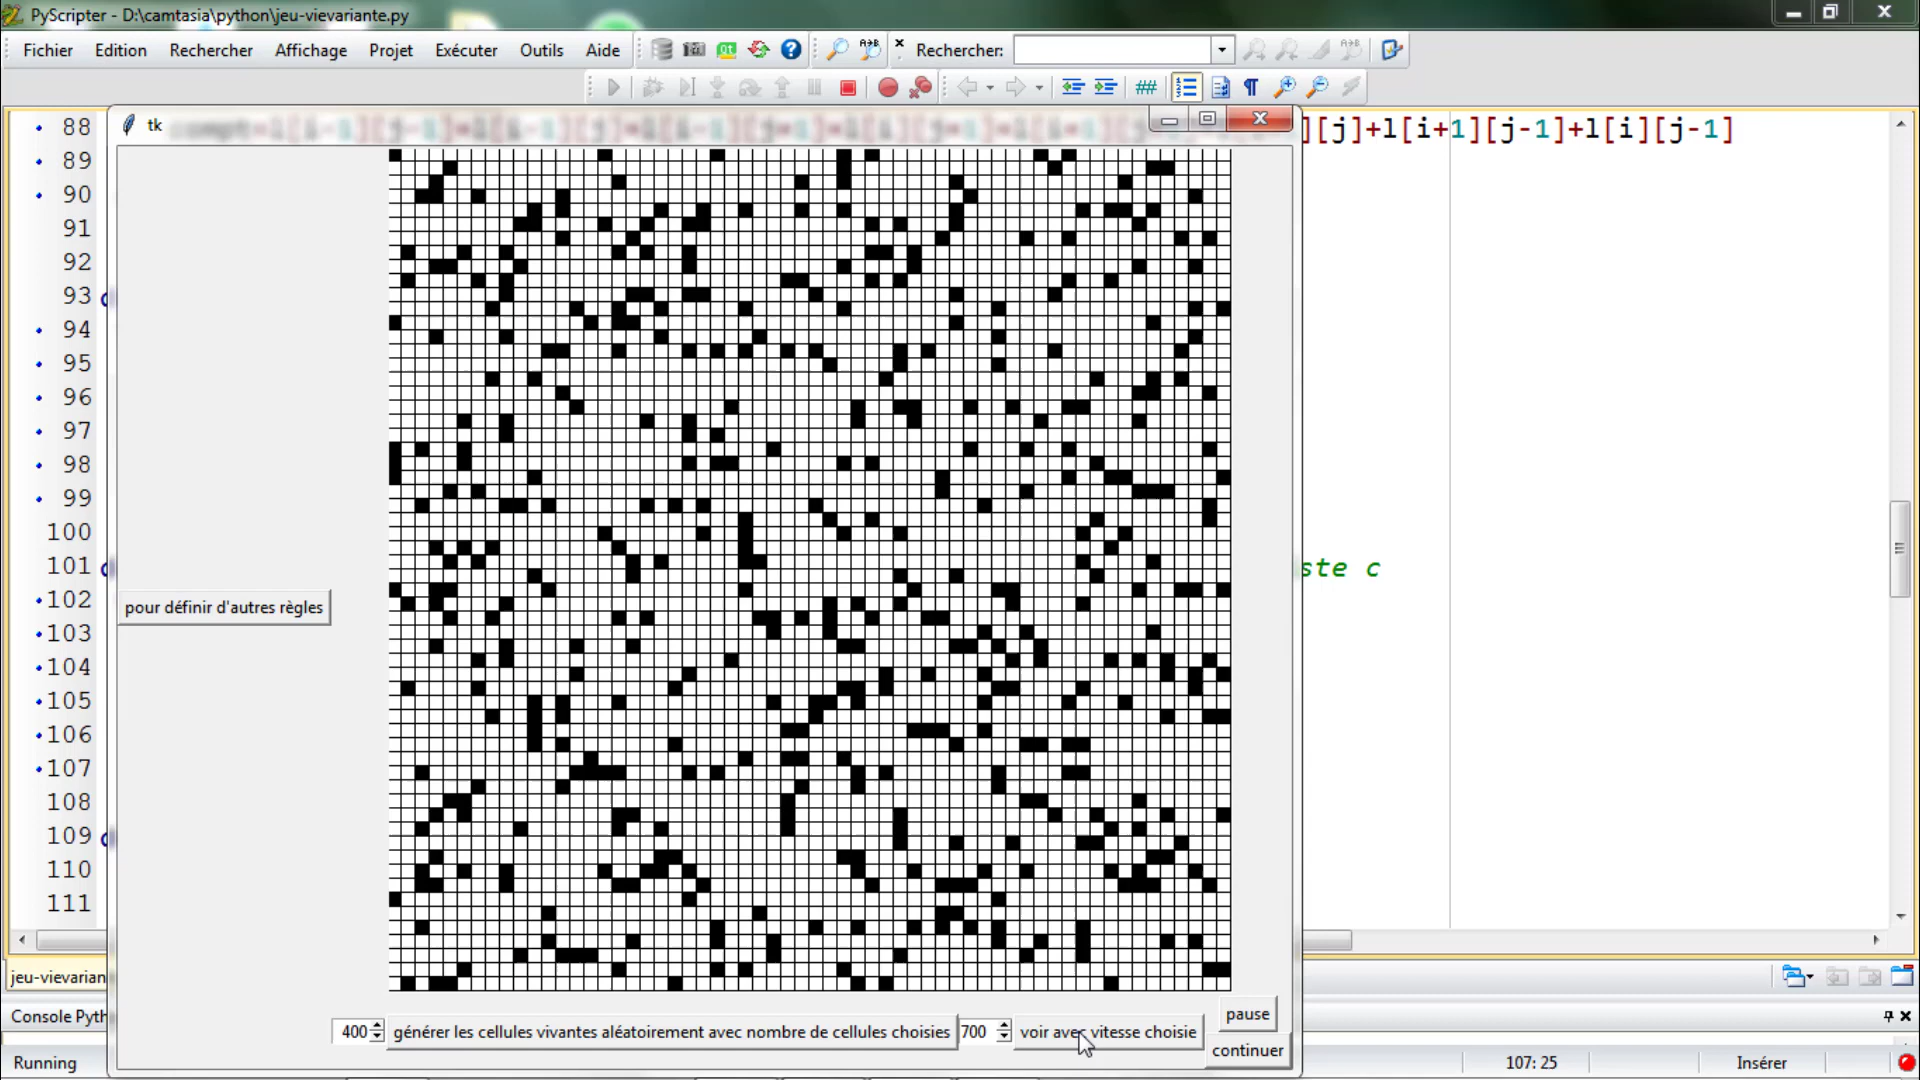 PyScripter - D:\camtasia\python\jeu-vievariante.py
Fichier Edition Rechercher Affichage Projet Exécuter Outils Aide Rechercher:
tk
88 [j]+l[i+1][j-1]+l[i][j-1]
89
90
91
92
93
94
95
96
97
98
99
100
101 ste c
102
pour définir d'autres règles
103
104
105
106
107
108
109
110
111
jeu-vievarian
Console Pyth
400 générer les cellules vivantes aléatoirement avec nombre de cellules choisies 700 voir avec vitesse choisie
pause
continuer
Running 107: 25 Insérer